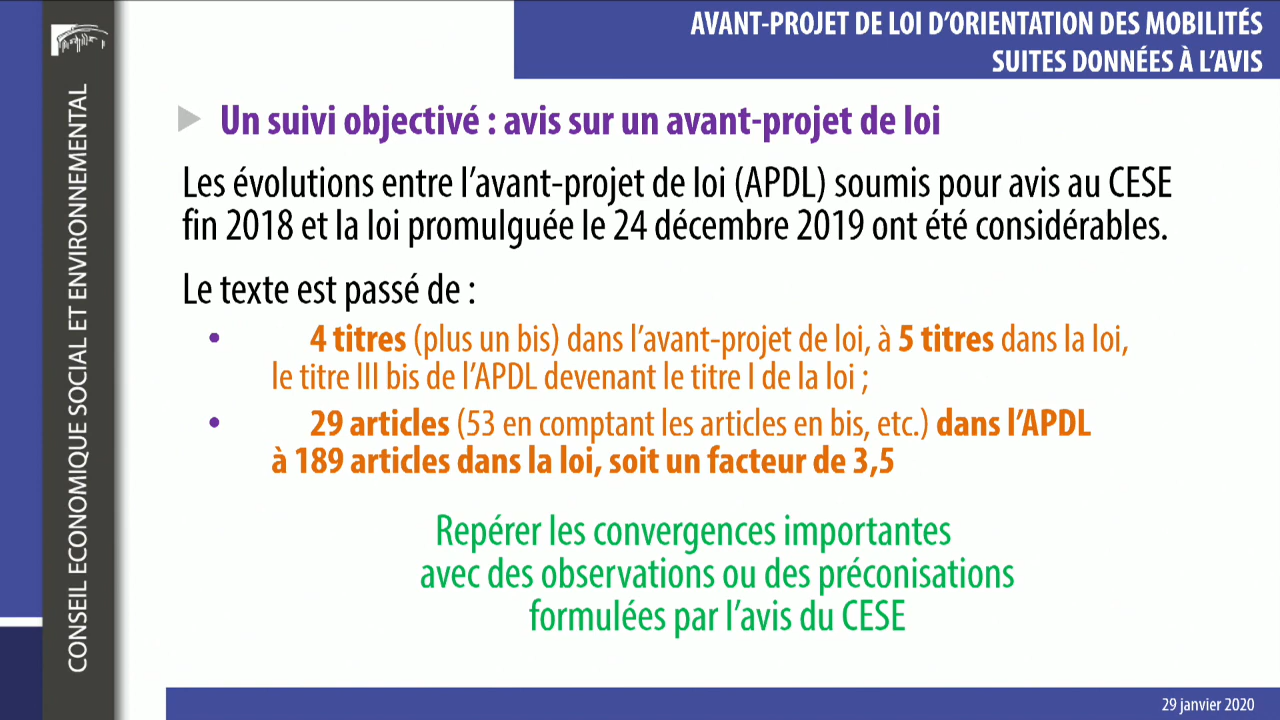 AVANT-PROJET DE LOI D'ORIENTATION DES MOBILITÉS
SUITES DONNÉES À L'AVIS
CONSEIL ECONOMIQUE SOCIAL ET ENVIRONNEMENTAL
Un suivi objectivé : avis sur un avant-projet de loi
Les évolutions entre l'avant-projet de loi (APDL) soumis pour avis au CESE
fin 2018 et la loi promulguée le 24 décembre 2019 ont été considérables.
Le texte est passé de :
• 4 titres (plus un bis) dans l'avant-projet de loi, à 5 titres dans la loi,
le titre III bis de l'APDL devenant le titre I de la loi ;
• 29 articles (53 en comptant les articles en bis, etc.) dans l'APDL
à 189 articles dans la loi, soit un facteur de 3,5
Repérer les convergences importantes
avec des observations ou des préconisations
formulées par l'avis du CESE
29 janvier 2020